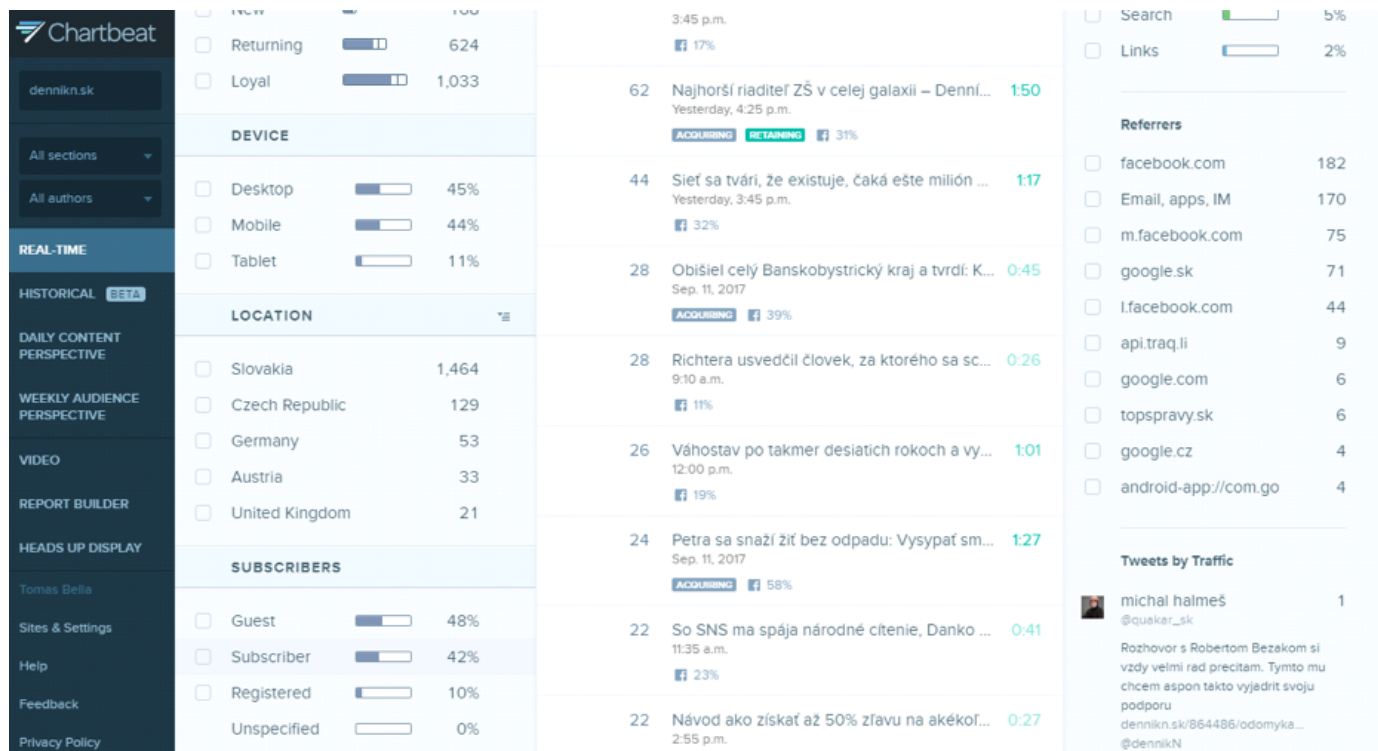 Chartbeat
dennikn.sk
All sections
All authors
REAL-TIME
HISTORICAL BETA
DAILY CONTENT
PERSPECTIVE
WEEKLY AUDIENCE
PERSPECTIVE
VIDEO
REPORT BUILDER
HEADS UP DISPLAY
Tomas Bella
Sites & Settings
Help
Feedback
Privacy Policy
Returning 624
Loyal 1,033
DEVICE
Desktop 45%
Mobile 44%
Tablet 11%
LOCATION
Slovakia 1,464
Czech Republic 129
Germany 53
Austria 33
United Kingdom 21
SUBSCRIBERS
Guest 48%
Subscriber 42%
Registered 10%
Unspecified 0%
3:45 p.m.
17%
62 Najhorší riaditeľ ZŠ v celej galaxii – Denní... 1:50
Yesterday, 4:25 p.m.
ACQUIRING RETAINING 31%
44 Sieť sa tvári, že existuje, čaká ešte milión ... 1:17
Yesterday, 3:45 p.m.
32%
28 Obišiel celý Banskobystrický kraj a tvrdí: K... 0:45
Sep. 11, 2017
ACQUIRING 39%
28 Richtera usvedčil človek, za ktorého sa sc... 0:26
9:10 a.m.
11%
26 Váhostav po takmer desiatich rokoch a vy... 1:01
12:00 p.m.
19%
24 Petra sa snaží žiť bez odpadu: Vysypať sm... 1:27
Sep. 11, 2017
ACQUIRING 58%
22 So SNS ma spája národné cítenie, Danko ... 0:41
11:35 a.m.
23%
22 Návod ako získať až 50% zľavu na akékoľ... 0:27
2:55 p.m.
Search 5%
Links 2%
Referrers
facebook.com 182
Email, apps, IM 170
m.facebook.com 75
google.sk 71
l.facebook.com 44
api.traq.li 9
google.com 6
topspravy.sk 6
google.cz 4
android-app://com.go 4
Tweets by Traffic
michal halmeš 1
@quakar_sk
Rozhovor s Robertom Bezakom si
vzdy velmi rad precitam. Tymto mu
chcem aspon takto vyjadrit svoju
podporu
dennikn.sk/864486/odomyka...
@dennikN